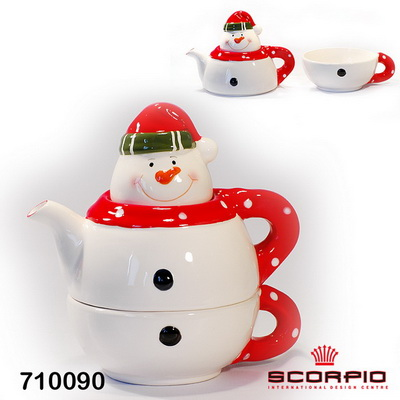 710090
SCORPIO
INTERNATIONAL DESIGN CENTRE